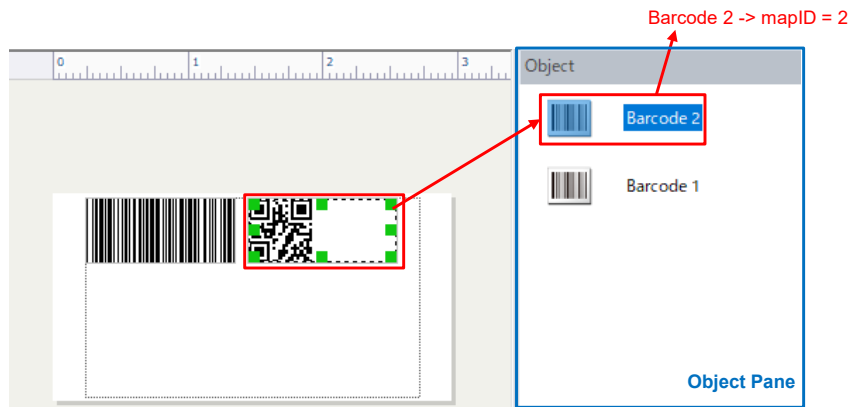 Barcode 2 -> mapID = 2
0 1 2 3
Object
Barcode 2
Barcode 1
Object Pane